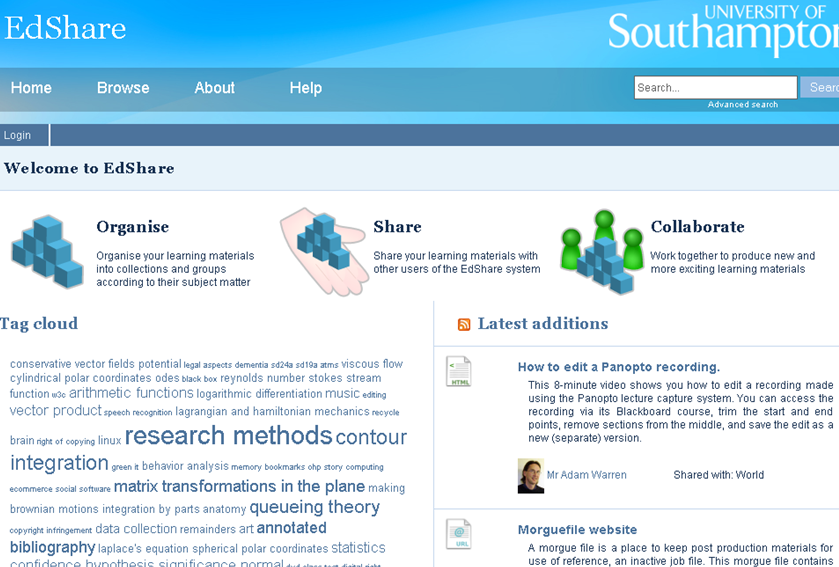 EdShare
UNIVERSITY OF
Southampton
Home Browse About Help
Search...
Advanced search
Login
Welcome to EdShare
Organise
Organise your learning materials
into collections and groups
according to their subject matter
Share
Share your learning materials with
other users of the EdShare system
Collaborate
Work together to produce new and
more exciting learning materials
Tag cloud
conservative vector fields potential legal aspects dementia sd24a sd19a atms viscous flow
cylindrical polar coordinates odes black box reynolds number stokes stream
function w3c arithmetic functions logarithmic differentiation music editing
vector product speech recognition lagrangian and hamiltonian mechanics recycle
brain right of copying linux research methods contour
integration green it behavior analysis memory bookmarks ohp story computing
ecommerce social software matrix transformations in the plane making
brownian motions integration by parts anatomy queueing theory
copyright infringement data collection remainders art annotated
bibliography laplace's equation spherical polar coordinates statistics
confidence hypothesis significance normal
Latest additions
HTML
How to edit a Panopto recording.
This 8-minute video shows you how to edit a recording made
using the Panopto lecture capture system. You can access the
recording via its Blackboard course, trim the start and end
points, remove sections from the middle, and save the edit as a
new (separate) version.
Mr Adam Warren Shared with: World
URL
Morguefile website
A morgue file is a place to keep post production materials for
use of reference, an inactive job file. This morgue file contains